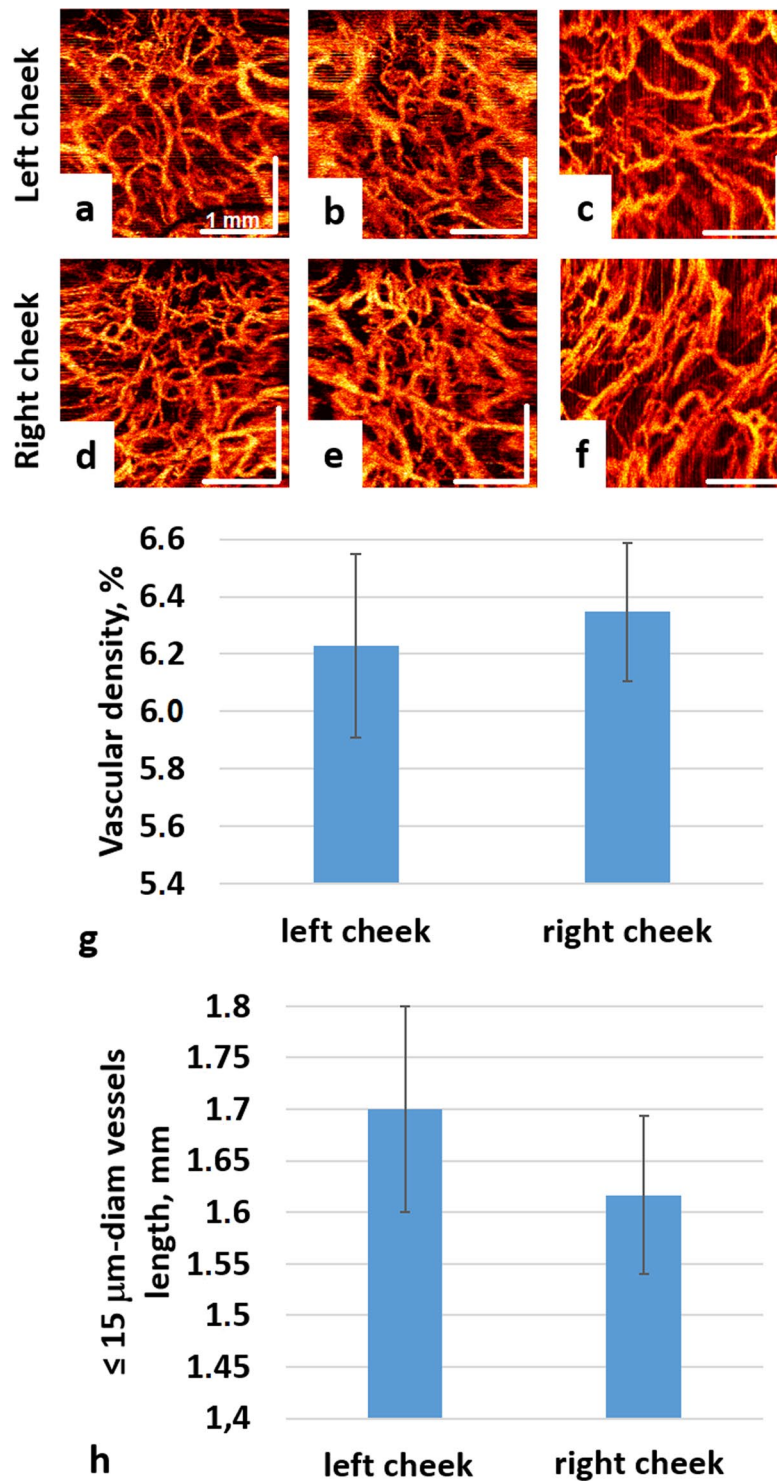 Left cheek
a
1 mm
b
c
Right cheek
d
e
f
Vascular density, %
6.6
6.4
6.2
6.0
5.8
5.6
5.4
left cheek
right cheek
g
≤ 15 μm-diam vessels
length, mm
1.8
1.75
1.7
1.65
1.6
1.55
1.5
1.45
1,4
left cheek
right cheek
h